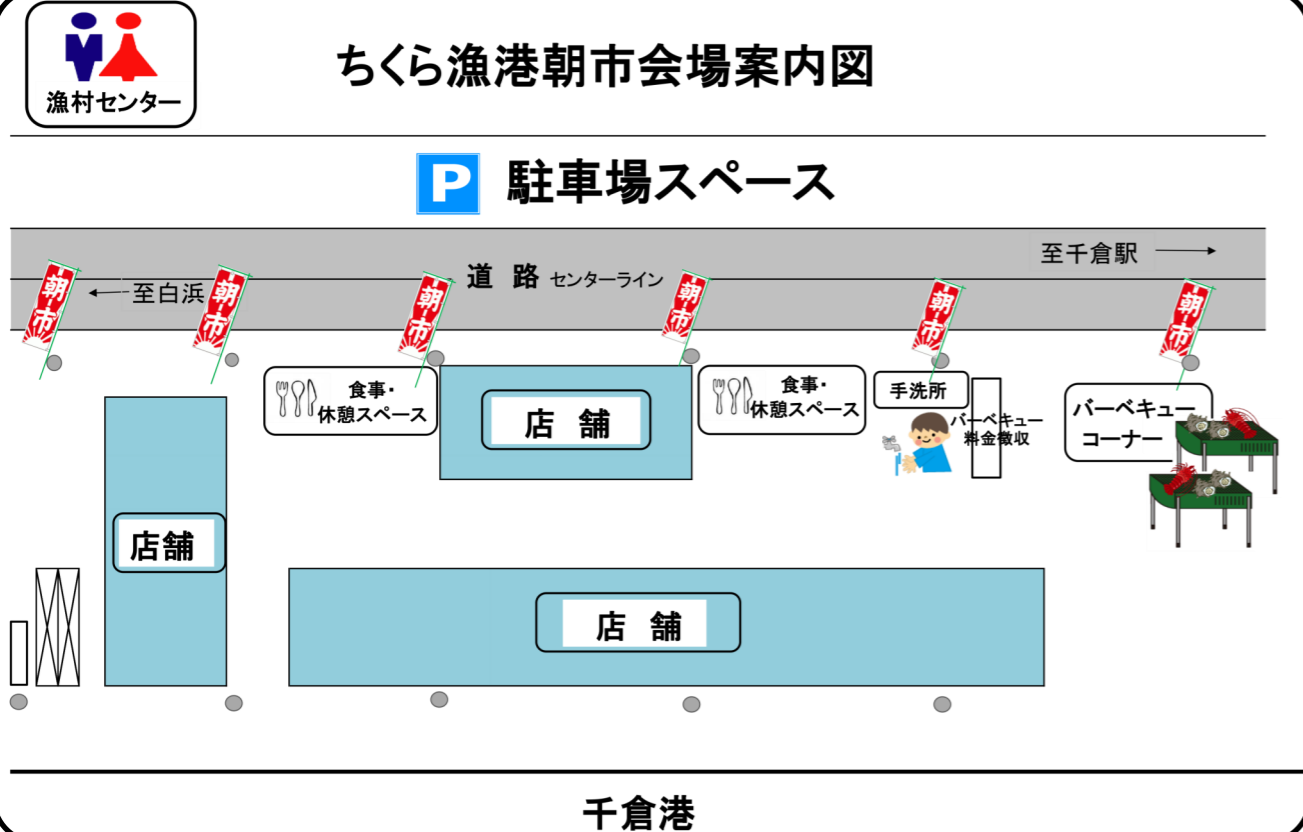 漁村センター
ちくら漁港朝市会場案内図
P 駐車場スペース
至千倉駅
道 路 センターライン
至白浜
朝市
朝市
朝市
朝市
朝市
朝市
食事・
休憩スペース
店 舗
食事・
休憩スペース
手洗所
バーベキュー
料金徴収
バーベキュー
コーナー
店舗
店 舗
千倉港